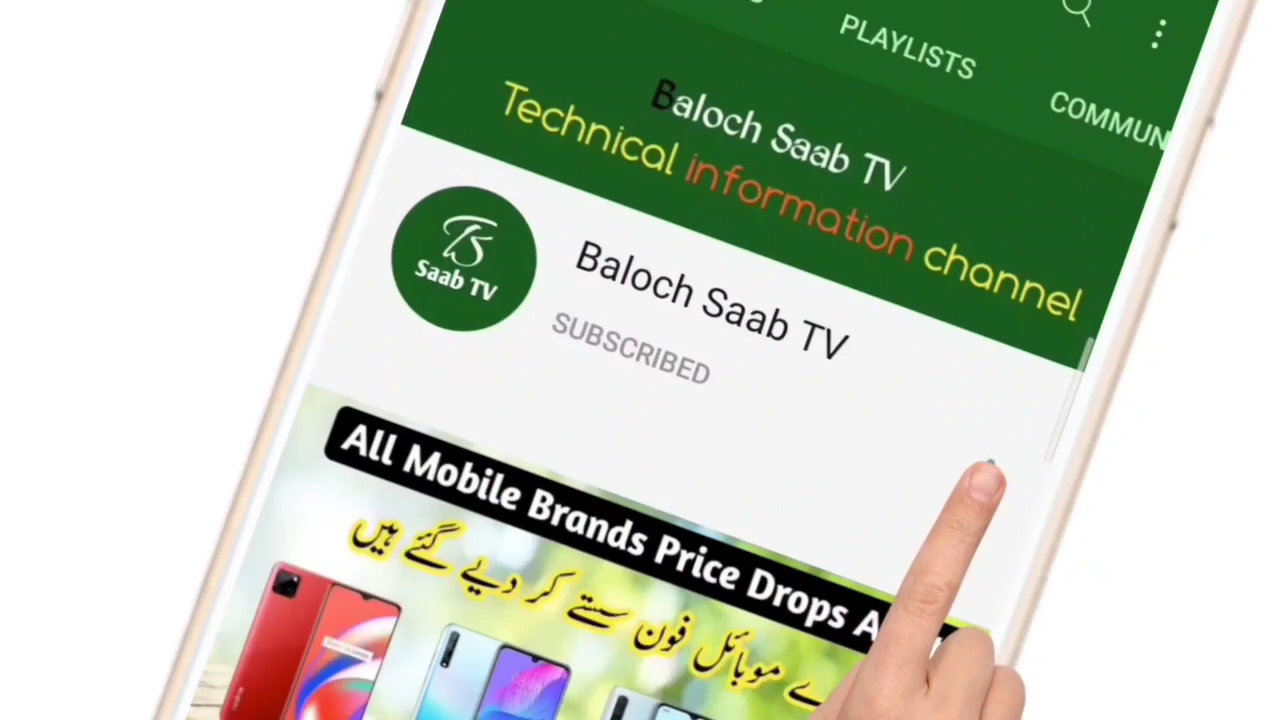 PLAYLISTS
COMMUN
Baloch Saab TV
Technical information channel
BS
Saab TV
Baloch Saab TV
SUBSCRIBED
All Mobile Brands Price Drops A
موبائل فون سستے کر دیے گئے ہیں